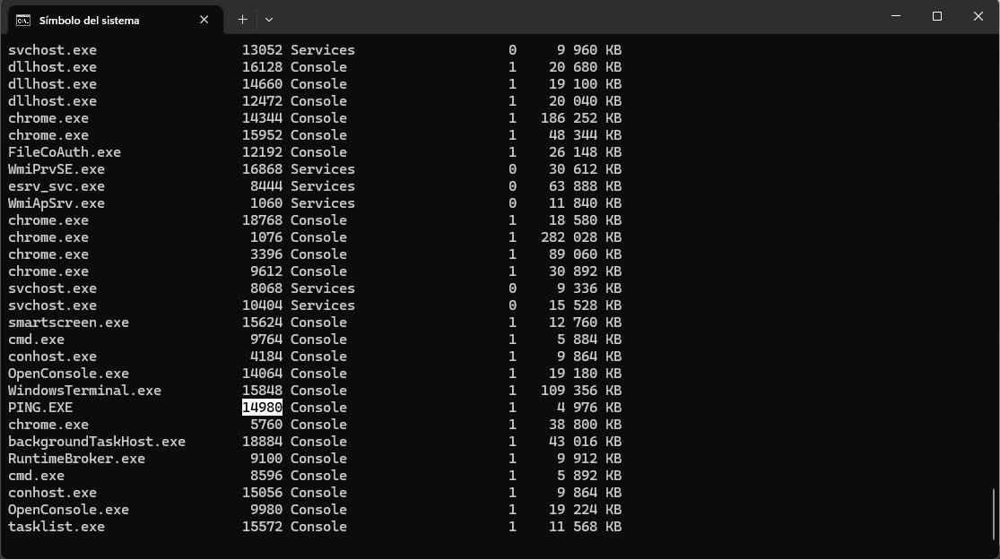 Símbolo del sistema
svchost.exe 13052 Services 0 9 960 KB
dllhost.exe 16128 Console 1 20 680 KB
dllhost.exe 14660 Console 1 19 100 KB
dllhost.exe 12472 Console 1 20 040 KB
chrome.exe 14344 Console 1 186 252 KB
chrome.exe 15952 Console 1 48 344 KB
FileCoAuth.exe 12192 Console 1 26 148 KB
WmiPrvSE.exe 16868 Services 0 30 612 KB
esrv_svc.exe 8444 Services 0 63 888 KB
WmiApSrv.exe 1060 Services 0 11 840 KB
chrome.exe 18768 Console 1 18 580 KB
chrome.exe 1076 Console 1 282 028 KB
chrome.exe 3396 Console 1 89 060 KB
chrome.exe 9612 Console 1 30 892 KB
svchost.exe 8068 Services 0 9 336 KB
svchost.exe 10404 Services 0 15 528 KB
smartscreen.exe 15624 Console 1 12 760 KB
cmd.exe 9764 Console 1 5 884 KB
conhost.exe 4184 Console 1 9 864 KB
OpenConsole.exe 14064 Console 1 19 180 KB
WindowsTerminal.exe 15848 Console 1 109 356 KB
PING.EXE 14980 Console 1 4 976 KB
chrome.exe 5760 Console 1 38 800 KB
backgroundTaskHost.exe 18884 Console 1 43 016 KB
RuntimeBroker.exe 9100 Console 1 9 912 KB
cmd.exe 8596 Console 1 5 892 KB
conhost.exe 15056 Console 1 9 864 KB
OpenConsole.exe 9980 Console 1 19 224 KB
tasklist.exe 15572 Console 1 11 568 KB